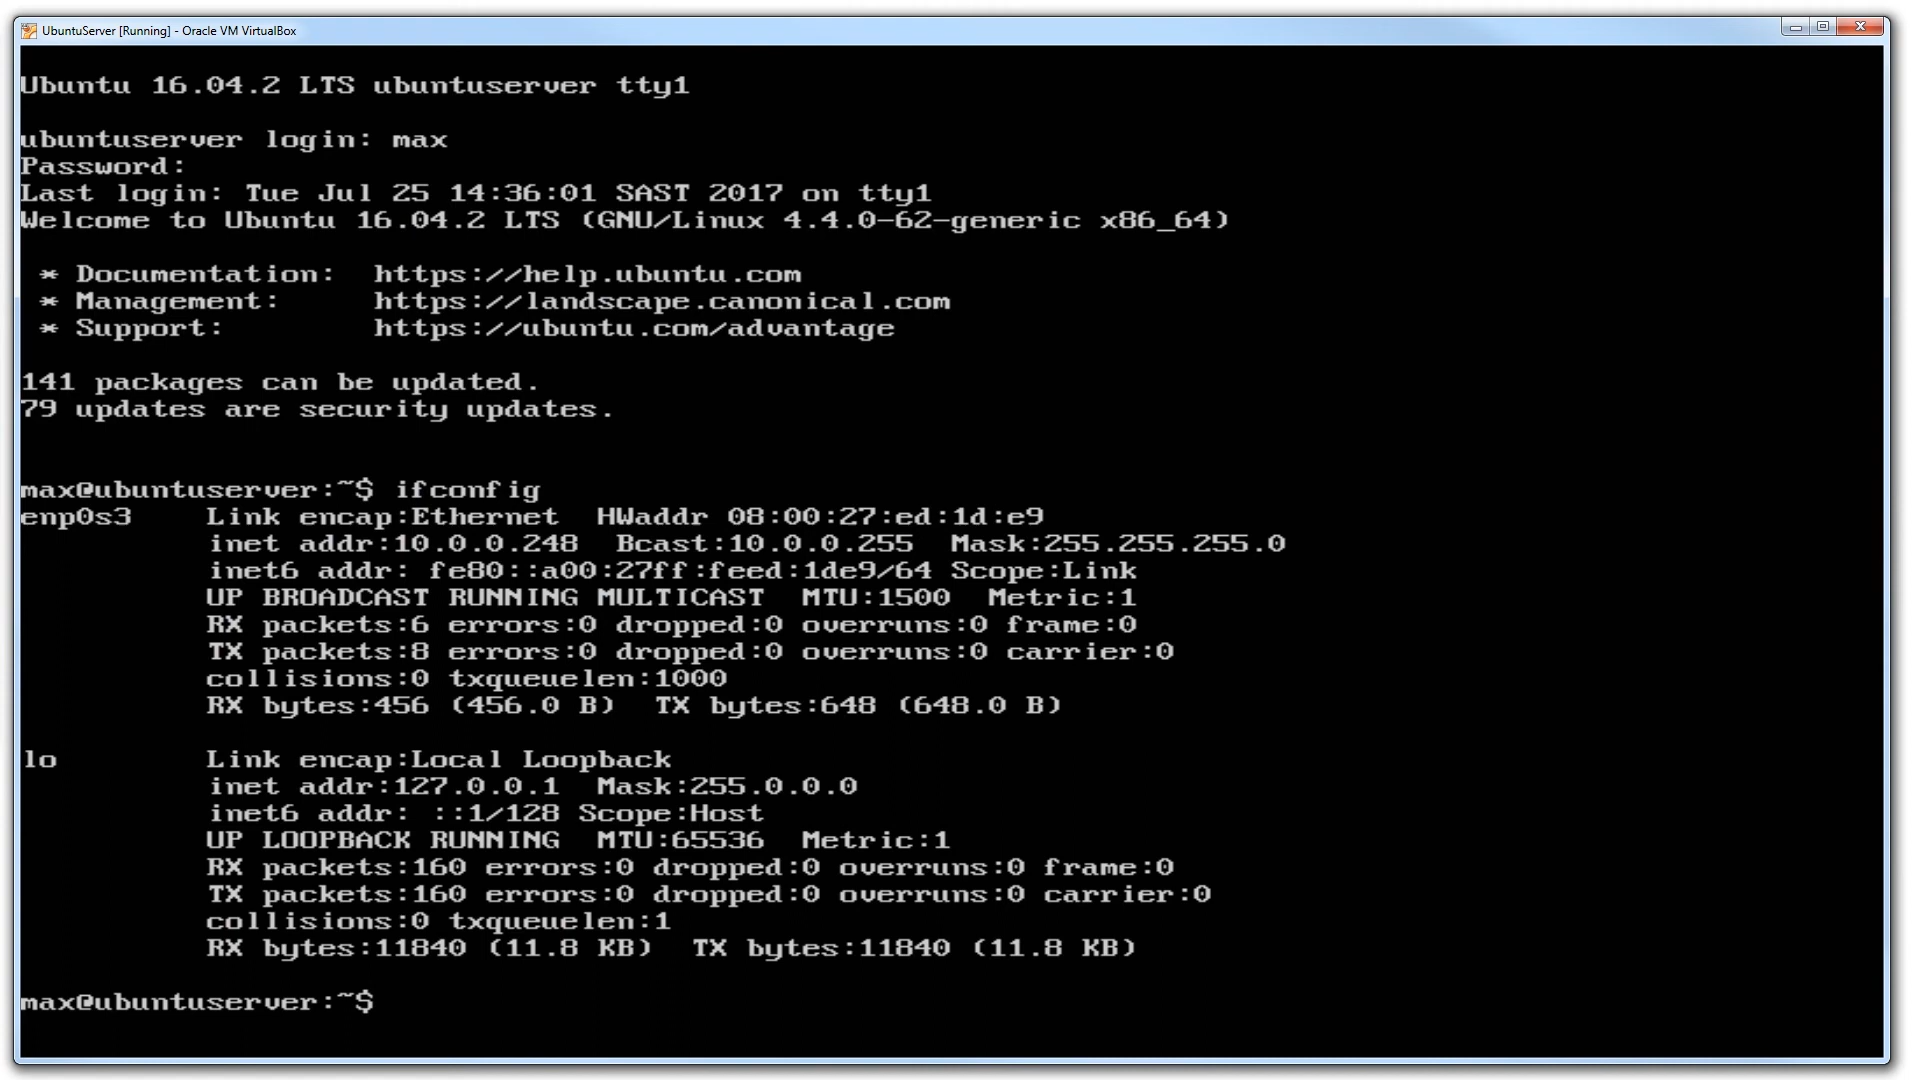 UbuntuServer [Running] - Oracle VM VirtualBox
Ubuntu 16.04.2 LTS ubuntuserver tty1
ubuntuserver login: max
Password:
Last login: Tue Jul 25 14:36:01 SAST 2017 on tty1
Welcome to Ubuntu 16.04.2 LTS (GNU/Linux 4.4.0-62-generic x86_64)
* Documentation:  https://help.ubuntu.com
* Management:     https://landscape.canonical.com
* Support:        https://ubuntu.com/advantage
141 packages can be updated.
79 updates are security updates.
max@ubuntuserver:~$ ifconfig
enp0s3    Link encap:Ethernet  HWaddr 08:00:27:ed:1d:e9
inet addr:10.0.0.248  Bcast:10.0.0.255  Mask:255.255.255.0
inet6 addr: fe80::a00:27ff:feed:1de9/64 Scope:Link
UP BROADCAST RUNNING MULTICAST  MTU:1500  Metric:1
RX packets:6 errors:0 dropped:0 overruns:0 frame:0
TX packets:8 errors:0 dropped:0 overruns:0 carrier:0
collisions:0 txqueuelen:1000
RX bytes:456 (456.0 B)  TX bytes:648 (648.0 B)
lo        Link encap:Local Loopback
inet addr:127.0.0.1  Mask:255.0.0.0
inet6 addr: ::1/128 Scope:Host
UP LOOPBACK RUNNING  MTU:65536  Metric:1
RX packets:160 errors:0 dropped:0 overruns:0 frame:0
TX packets:160 errors:0 dropped:0 overruns:0 carrier:0
collisions:0 txqueuelen:1
RX bytes:11840 (11.8 KB)  TX bytes:11840 (11.8 KB)
max@ubuntuserver:~$